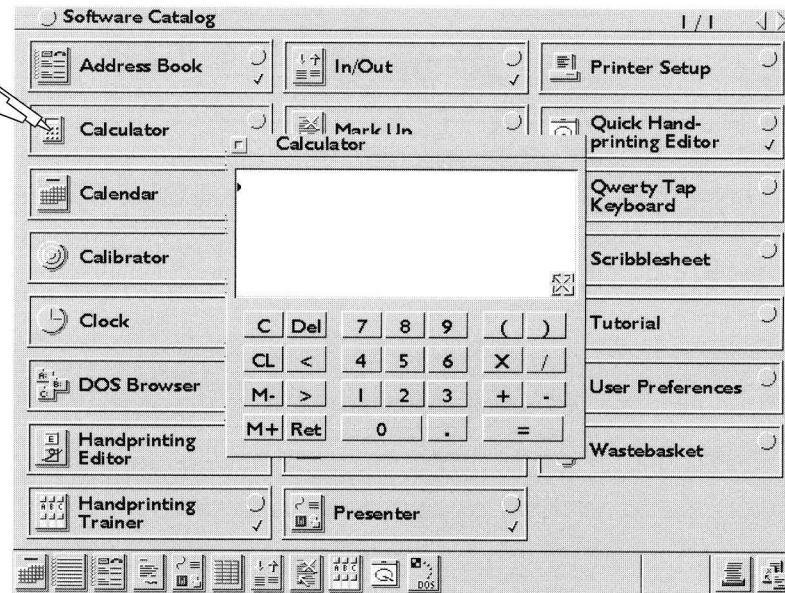 Software Catalog
1 / 1
Address Book
In/Out
Printer Setup
Calculator
Mark Up
Quick Hand-
printing Editor
Calculator
Calendar
Qwerty Tap
Keyboard
Calibrator
Scribblesheet
Clock
C Del 7 8 9 ( )
Tutorial
CL < 4 5 6 X /
DOS Browser
M- > 1 2 3 + -
User Preferences
M+ Ret 0 . =
Handprinting
Editor
Wastebasket
Handprinting
Trainer
Presenter
DOS